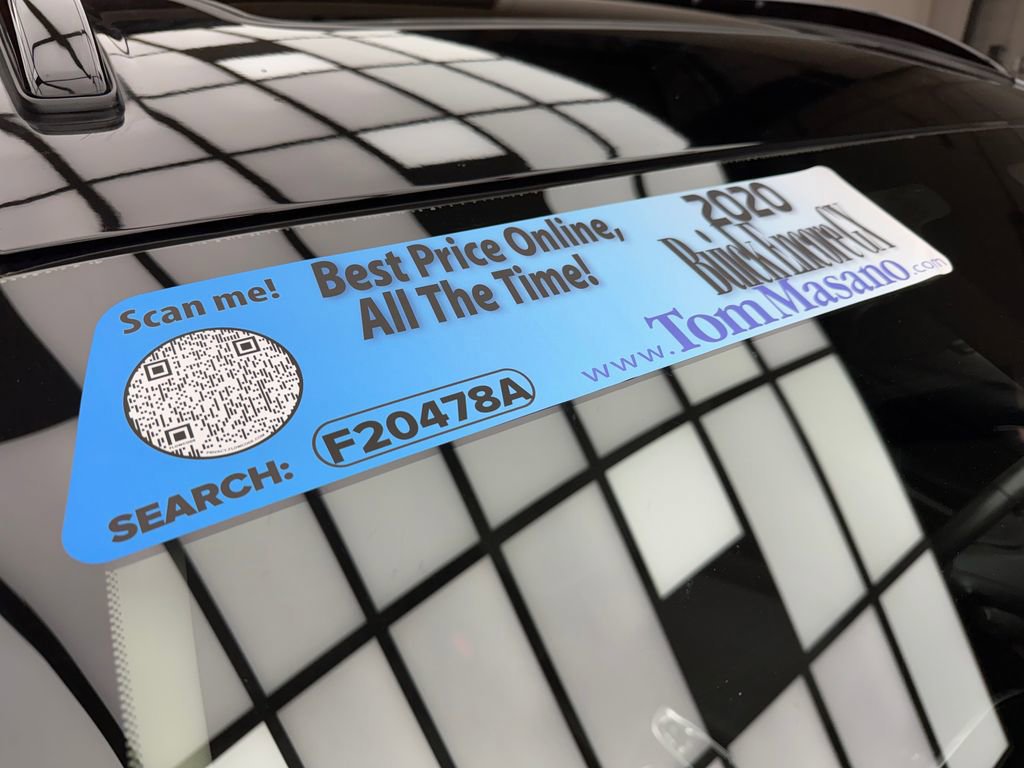 Scan me!
SEARCH:
Best Price Online,
All The Time!
F20478A
2020
Buick Encore GX
www.TomMasano.com